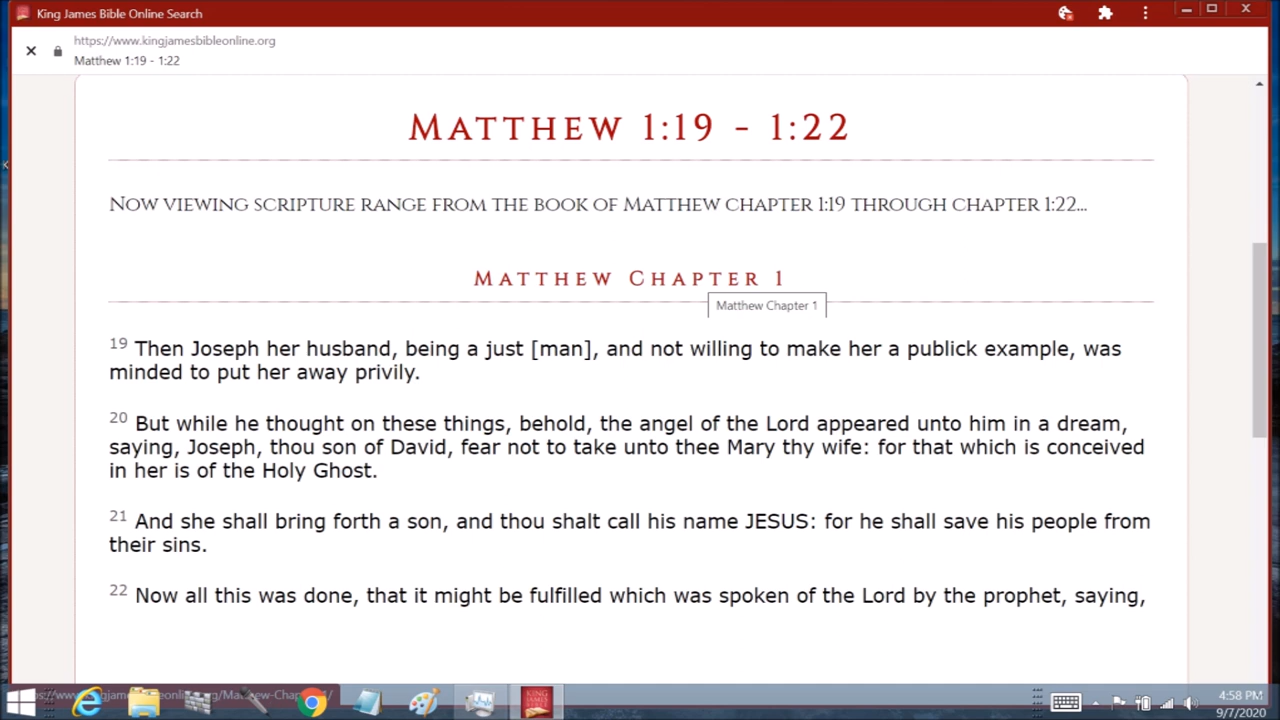 King James Bible Online Search
https://www.kingjamesbibleonline.org
Matthew 1:19 - 1:22
Matthew 1:19 - 1:22
Now viewing scripture range from the book of Matthew chapter 1:19 through chapter 1:22...
Matthew Chapter 1
Matthew Chapter 1
19 Then Joseph her husband, being a just [man], and not willing to make her a publick example, was
minded to put her away privily.
20 But while he thought on these things, behold, the angel of the Lord appeared unto him in a dream,
saying, Joseph, thou son of David, fear not to take unto thee Mary thy wife: for that which is conceived
in her is of the Holy Ghost.
21 And she shall bring forth a son, and thou shalt call his name JESUS: for he shall save his people from
their sins.
22 Now all this was done, that it might be fulfilled which was spoken of the Lord by the prophet, saying,
KING
JAMES
BIBLE
4:58 PM
9/7/2020